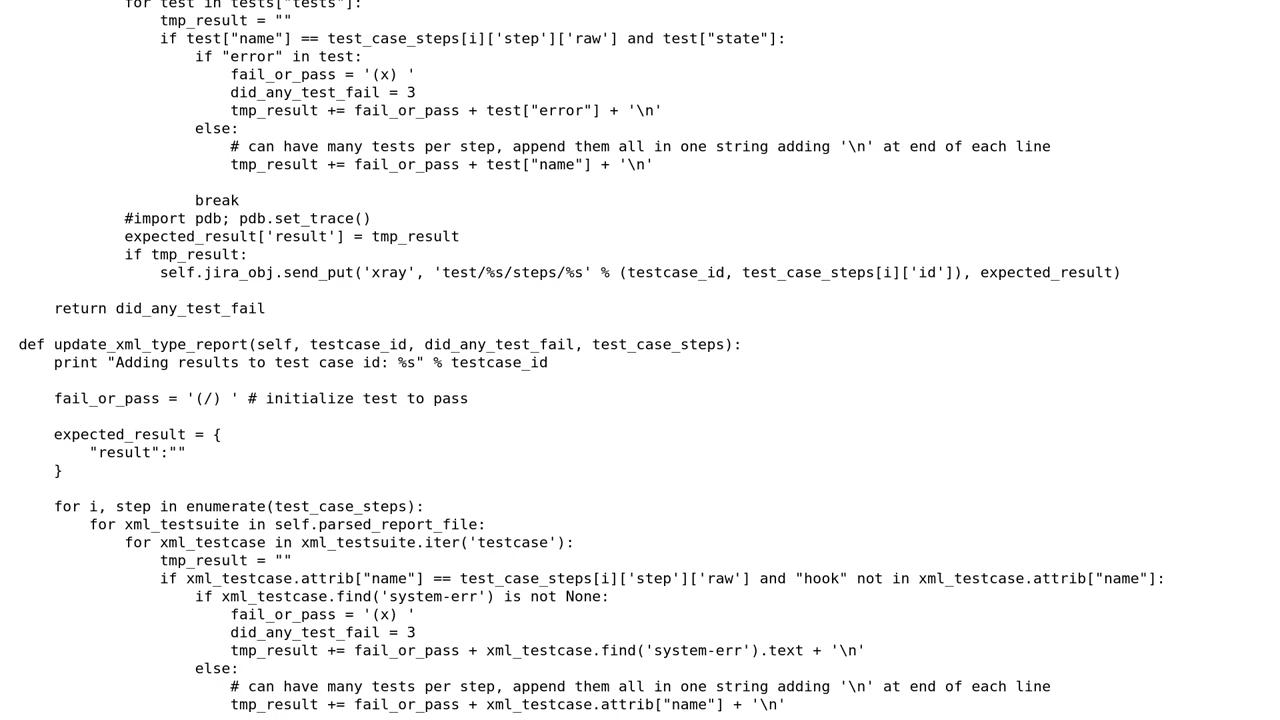 for test in tests["tests"]:
                tmp_result = ""
                if test["name"] == test_case_steps[i]['step']['raw'] and test["state"]:
                    if "error" in test:
                        fail_or_pass = '(x) '
                        did_any_test_fail = 3
                        tmp_result += fail_or_pass + test["error"] + '\n'
                    else:
                        # can have many tests per step, append them all in one string adding '\n' at end of each line
                        tmp_result += fail_or_pass + test["name"] + '\n'

                    break
            #import pdb; pdb.set_trace()
            expected_result['result'] = tmp_result
            if tmp_result:
                self.jira_obj.send_put('xray', 'test/%s/steps/%s' % (testcase_id, test_case_steps[i]['id']), expected_result)

    return did_any_test_fail

def update_xml_type_report(self, testcase_id, did_any_test_fail, test_case_steps):
    print "Adding results to test case id: %s" % testcase_id

    fail_or_pass = '(/) ' # initialize test to pass

    expected_result = {
        "result":""
    }

    for i, step in enumerate(test_case_steps):
        for xml_testsuite in self.parsed_report_file:
            for xml_testcase in xml_testsuite.iter('testcase'):
                tmp_result = ""
                if xml_testcase.attrib["name"] == test_case_steps[i]['step']['raw'] and "hook" not in xml_testcase.attrib["name"]:
                    if xml_testcase.find('system-err') is not None:
                        fail_or_pass = '(x) '
                        did_any_test_fail = 3
                        tmp_result += fail_or_pass + xml_testcase.find('system-err').text + '\n'
                    else:
                        # can have many tests per step, append them all in one string adding '\n' at end of each line
                        tmp_result += fail_or_pass + xml_testcase.attrib["name"] + '\n'